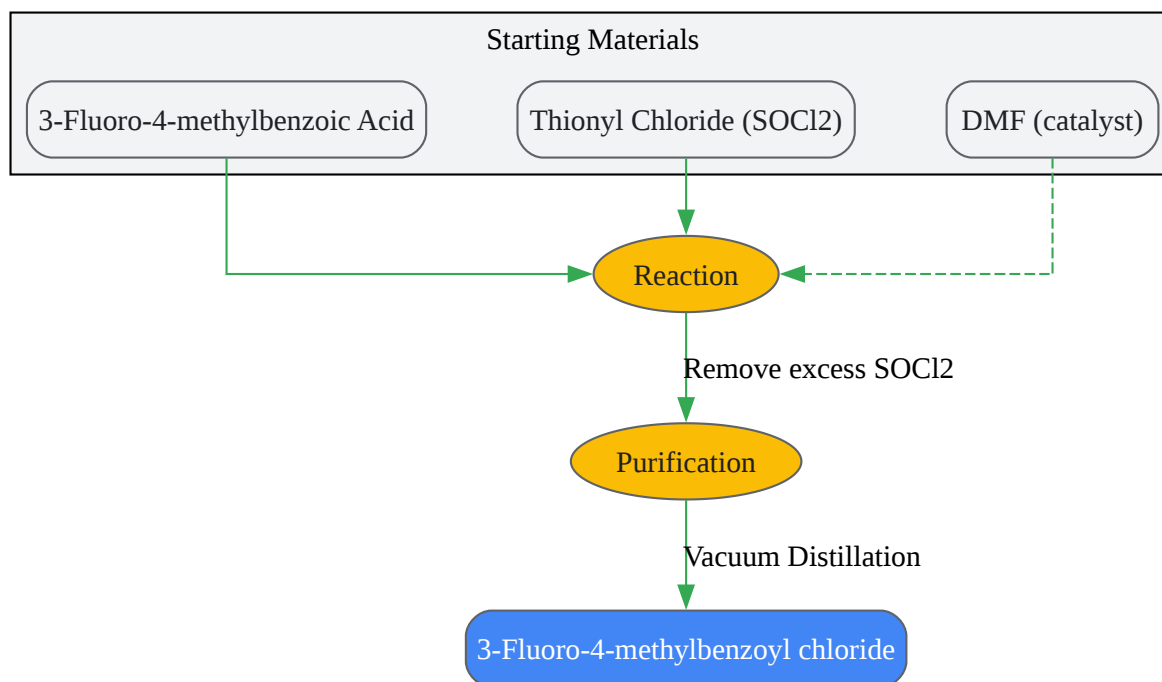 Starting Materials
3-Fluoro-4-methylbenzoic Acid
Thionyl Chloride (SOCl2)
DMF (catalyst)
Reaction
Remove excess SOCl2
Purification
Vacuum Distillation
3-Fluoro-4-methylbenzoyl chloride